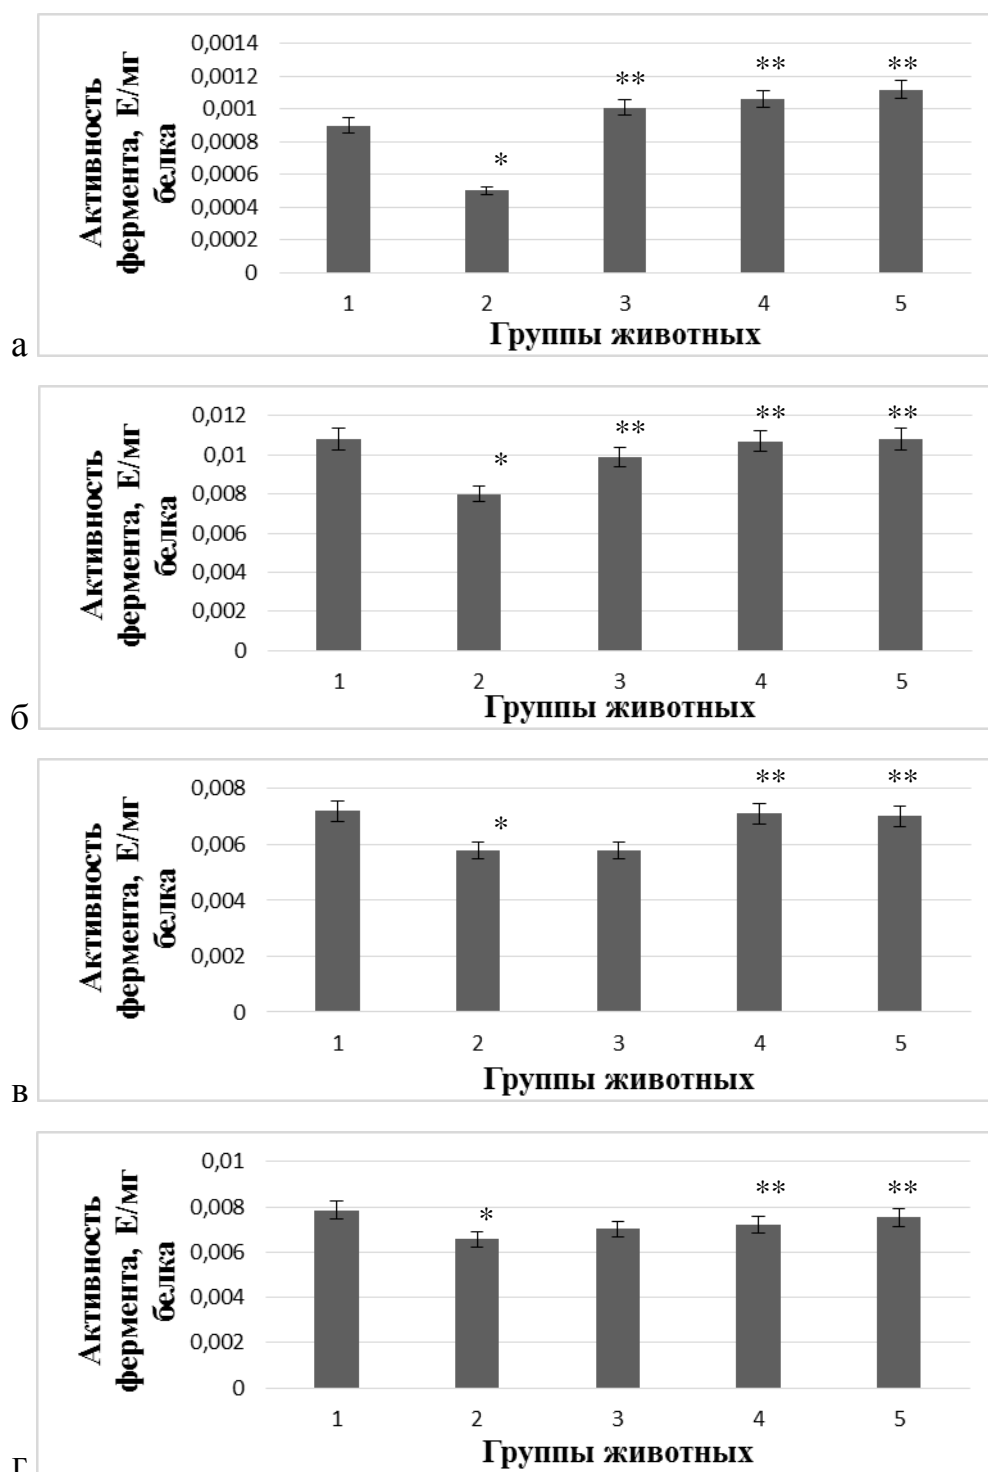 Активность
фермента, Е/мг
белка
0,0014
0,0012
0,001
0,0008
0,0006
0,0004
0,0002
0
*
**
**
**
1 2 3 4 5
Группы животных
а
Активность
фермента, Е/мг
белка
0,012
0,01
0,008
0,006
0,004
0,002
0
*
**
**
**
1 2 3 4 5
Группы животных
б
Активность
фермента, Е/мг
белка
0,008
0,006
0,004
0,002
0
*
**
**
1 2 3 4 5
Группы животных
в
Активность
фермента, Е/мг
белка
0,01
0,008
0,006
0,004
0,002
0
*
**
**
1 2 3 4 5
Группы животных
г